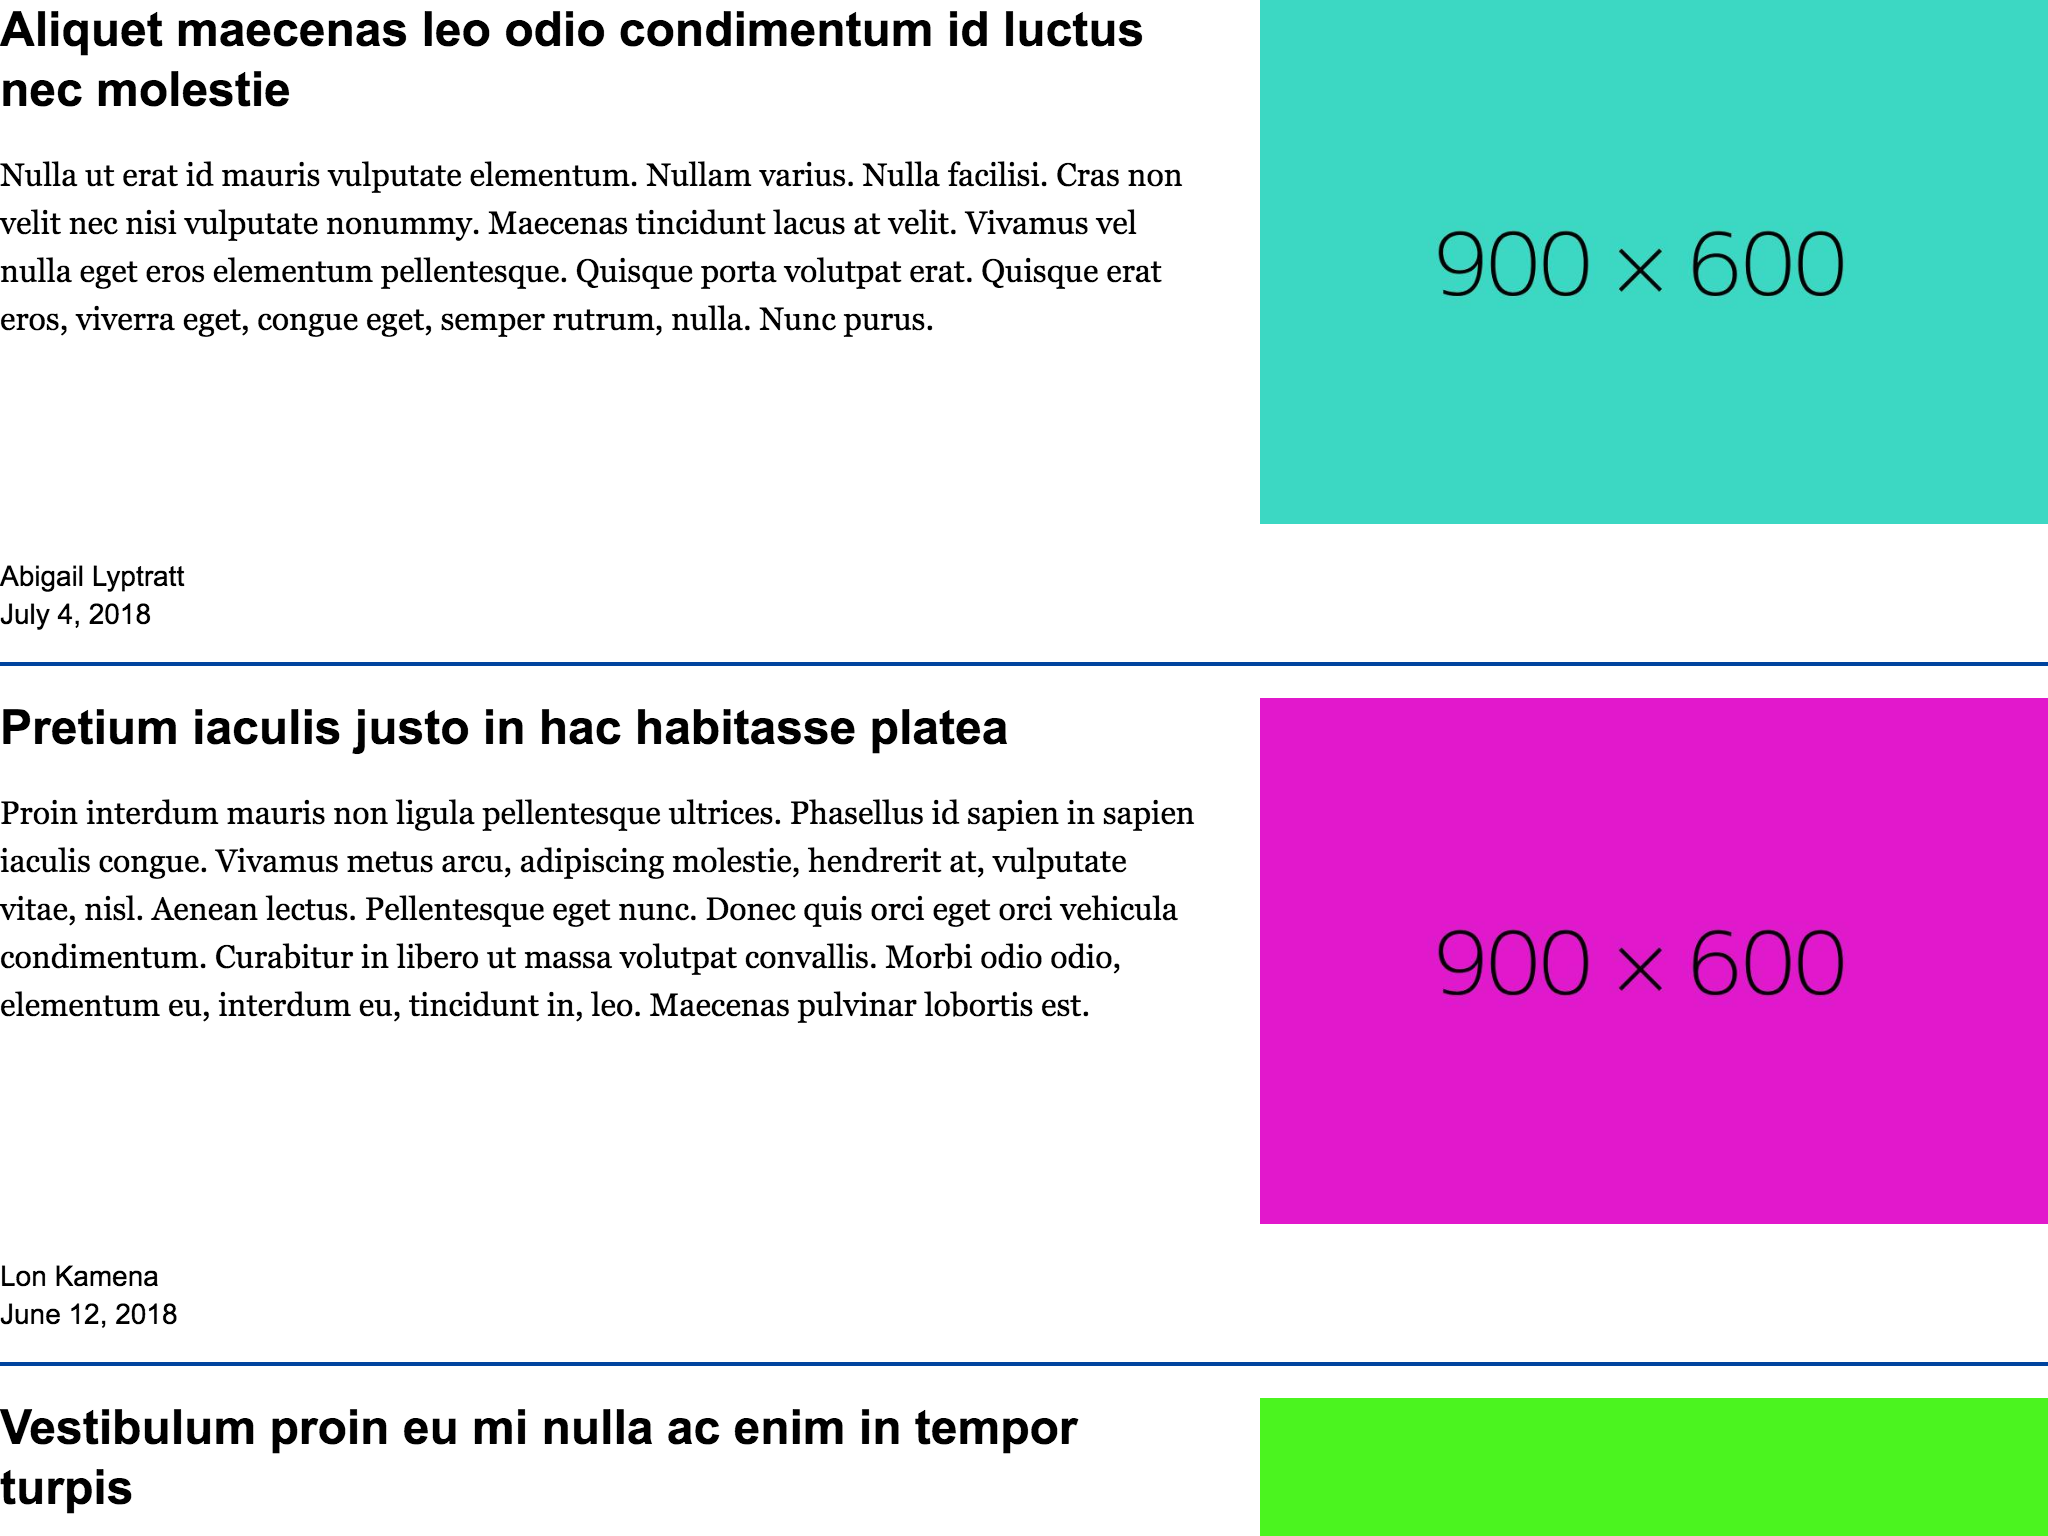 Aliquet maecenas leo odio condimentum id luctus
nec molestie
Nulla ut erat id mauris vulputate elementum. Nullam varius. Nulla facilisi. Cras non
velit nec nisi vulputate nonummy. Maecenas tincidunt lacus at velit. Vivamus vel
nulla eget eros elementum pellentesque. Quisque porta volutpat erat. Quisque erat
eros, viverra eget, congue eget, semper rutrum, nulla. Nunc purus.
900 × 600
Abigail Lyptratt
July 4, 2018
Pretium iaculis justo in hac habitasse platea
Proin interdum mauris non ligula pellentesque ultrices. Phasellus id sapien in sapien
iaculis congue. Vivamus metus arcu, adipiscing molestie, hendrerit at, vulputate
vitae, nisl. Aenean lectus. Pellentesque eget nunc. Donec quis orci eget orci vehicula
condimentum. Curabitur in libero ut massa volutpat convallis. Morbi odio odio,
elementum eu, interdum eu, tincidunt in, leo. Maecenas pulvinar lobortis est.
900 × 600
Lon Kamena
June 12, 2018
Vestibulum proin eu mi nulla ac enim in tempor
turpis